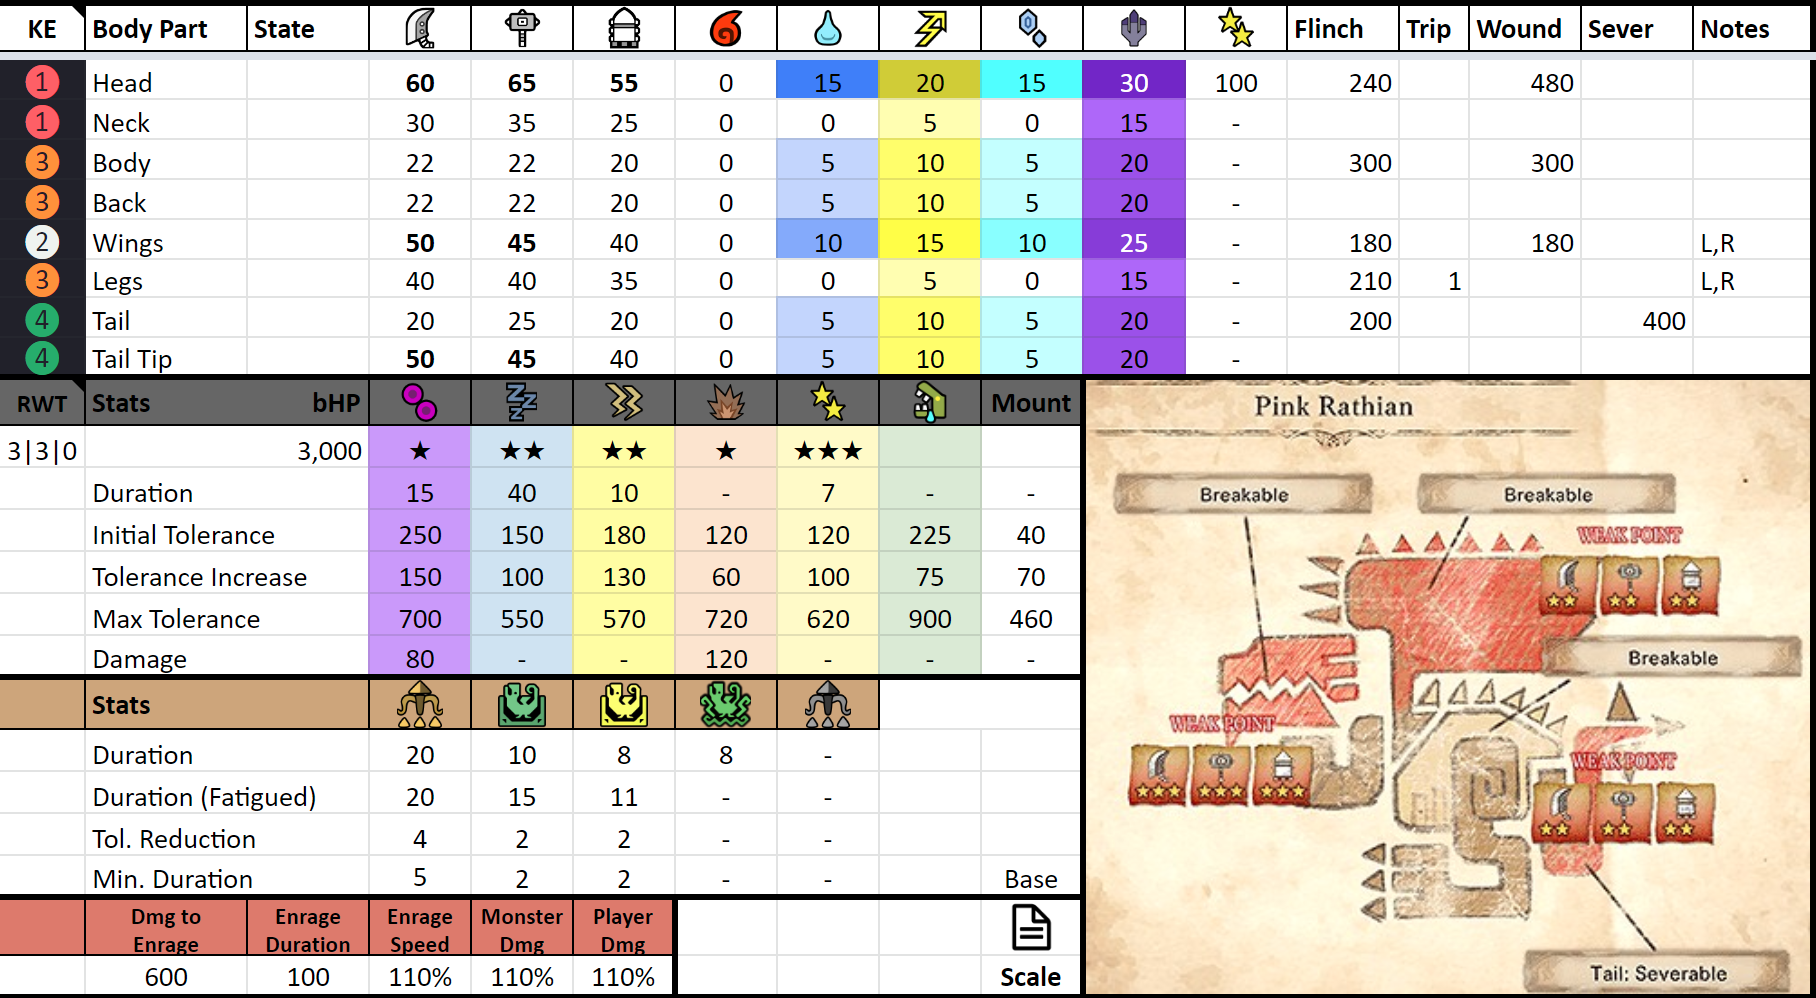 KE Body Part State Flinch Trip Wound Sever Notes
1 Head 60 65 55 0 15 20 15 30 100 240 480
1 Neck 30 35 25 0 0 5 0 15 -
3 Body 22 22 20 0 5 10 5 20 - 300 300
3 Back 22 22 20 0 5 10 5 20 -
2 Wings 50 45 40 0 10 15 10 25 - 180 180 L,R
3 Legs 40 40 35 0 0 5 0 15 - 210 1 L,R
4 Tail 20 25 20 0 5 10 5 20 - 200 400
4 Tail Tip 50 45 40 0 5 10 5 20 -
RWT Stats bHP Mount
3|3|0 3,000 ★ ★★ ★★ ★ ★★★
Duration 15 40 10 - 7 - -
Initial Tolerance 250 150 180 120 120 225 40
Tolerance Increase 150 100 130 60 100 75 70
Max Tolerance 700 550 570 720 620 900 460
Damage 80 - - 120 - - -
Stats
Duration 20 10 8 8 -
Duration (Fatigued) 20 15 11 - -
Tol. Reduction 4 2 2 - -
Min. Duration 5 2 2 - - Base
Dmg to Enrage Enrage Monster Player
Enrage Duration Speed Dmg Dmg
600 100 110% 110% 110% Scale
Pink Rathian
Breakable Breakable
WEAK POINT
Breakable
WEAK POINT
WEAK POINT
Tail: Severable